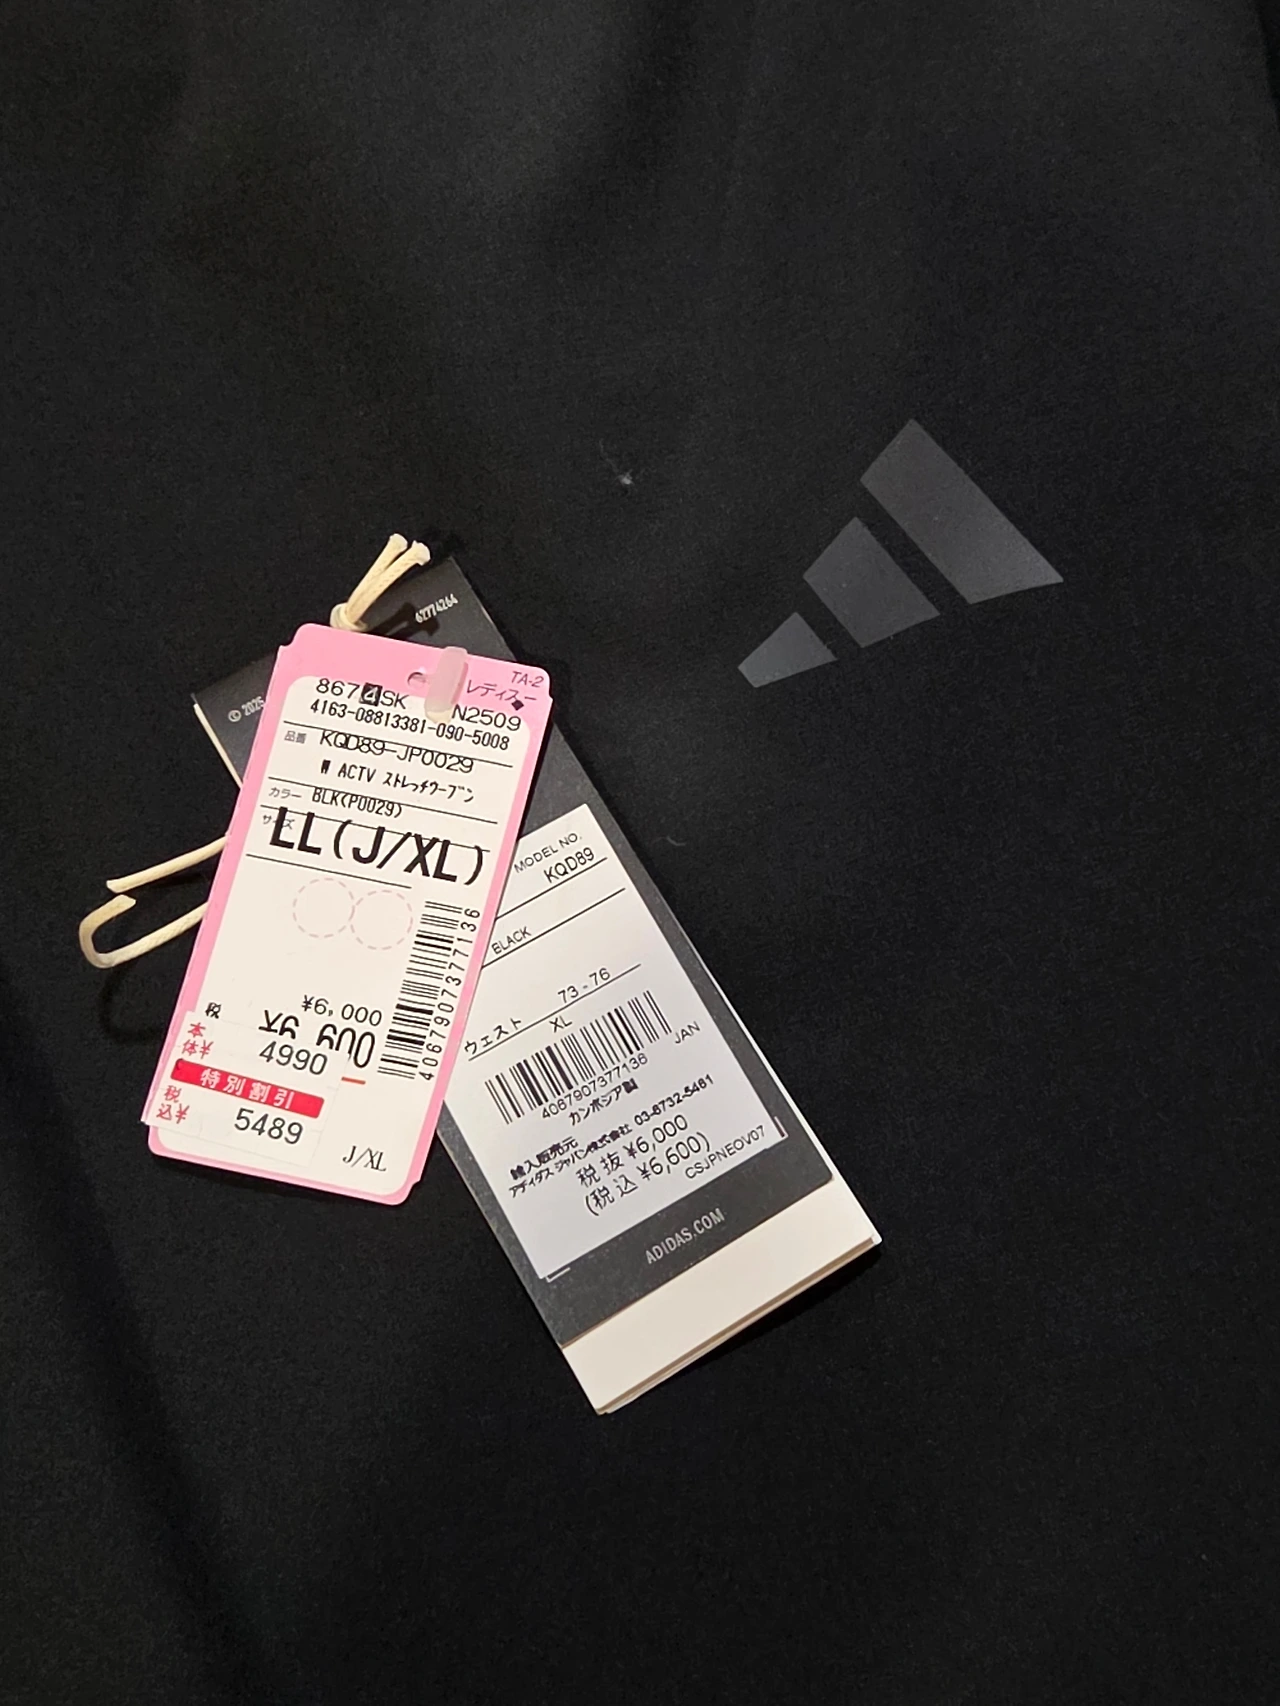 TA-2
レディス
8674SK N2509
4163-08813381-090-5008
品番 KQD89-JP0029
W ACTV ストレッチウーブン
カラー BLK(P0029)
サイズ LL(J/XL)
4067907377136
¥6,000
税 ¥6,600
本体¥ 4990
特別割引
税込¥ 5489
J/XL
62774264
© 2025
MODEL NO.
KQD89
BLACK
73-76
ウェスト XL
JAN
4067907377136
カンボジア製
輸入販売元
アディダス ジャパン株式会社 03-6732-5461
税抜 ¥6,000
(税込 ¥6,600)
CSJPNEOV07
ADIDAS.COM